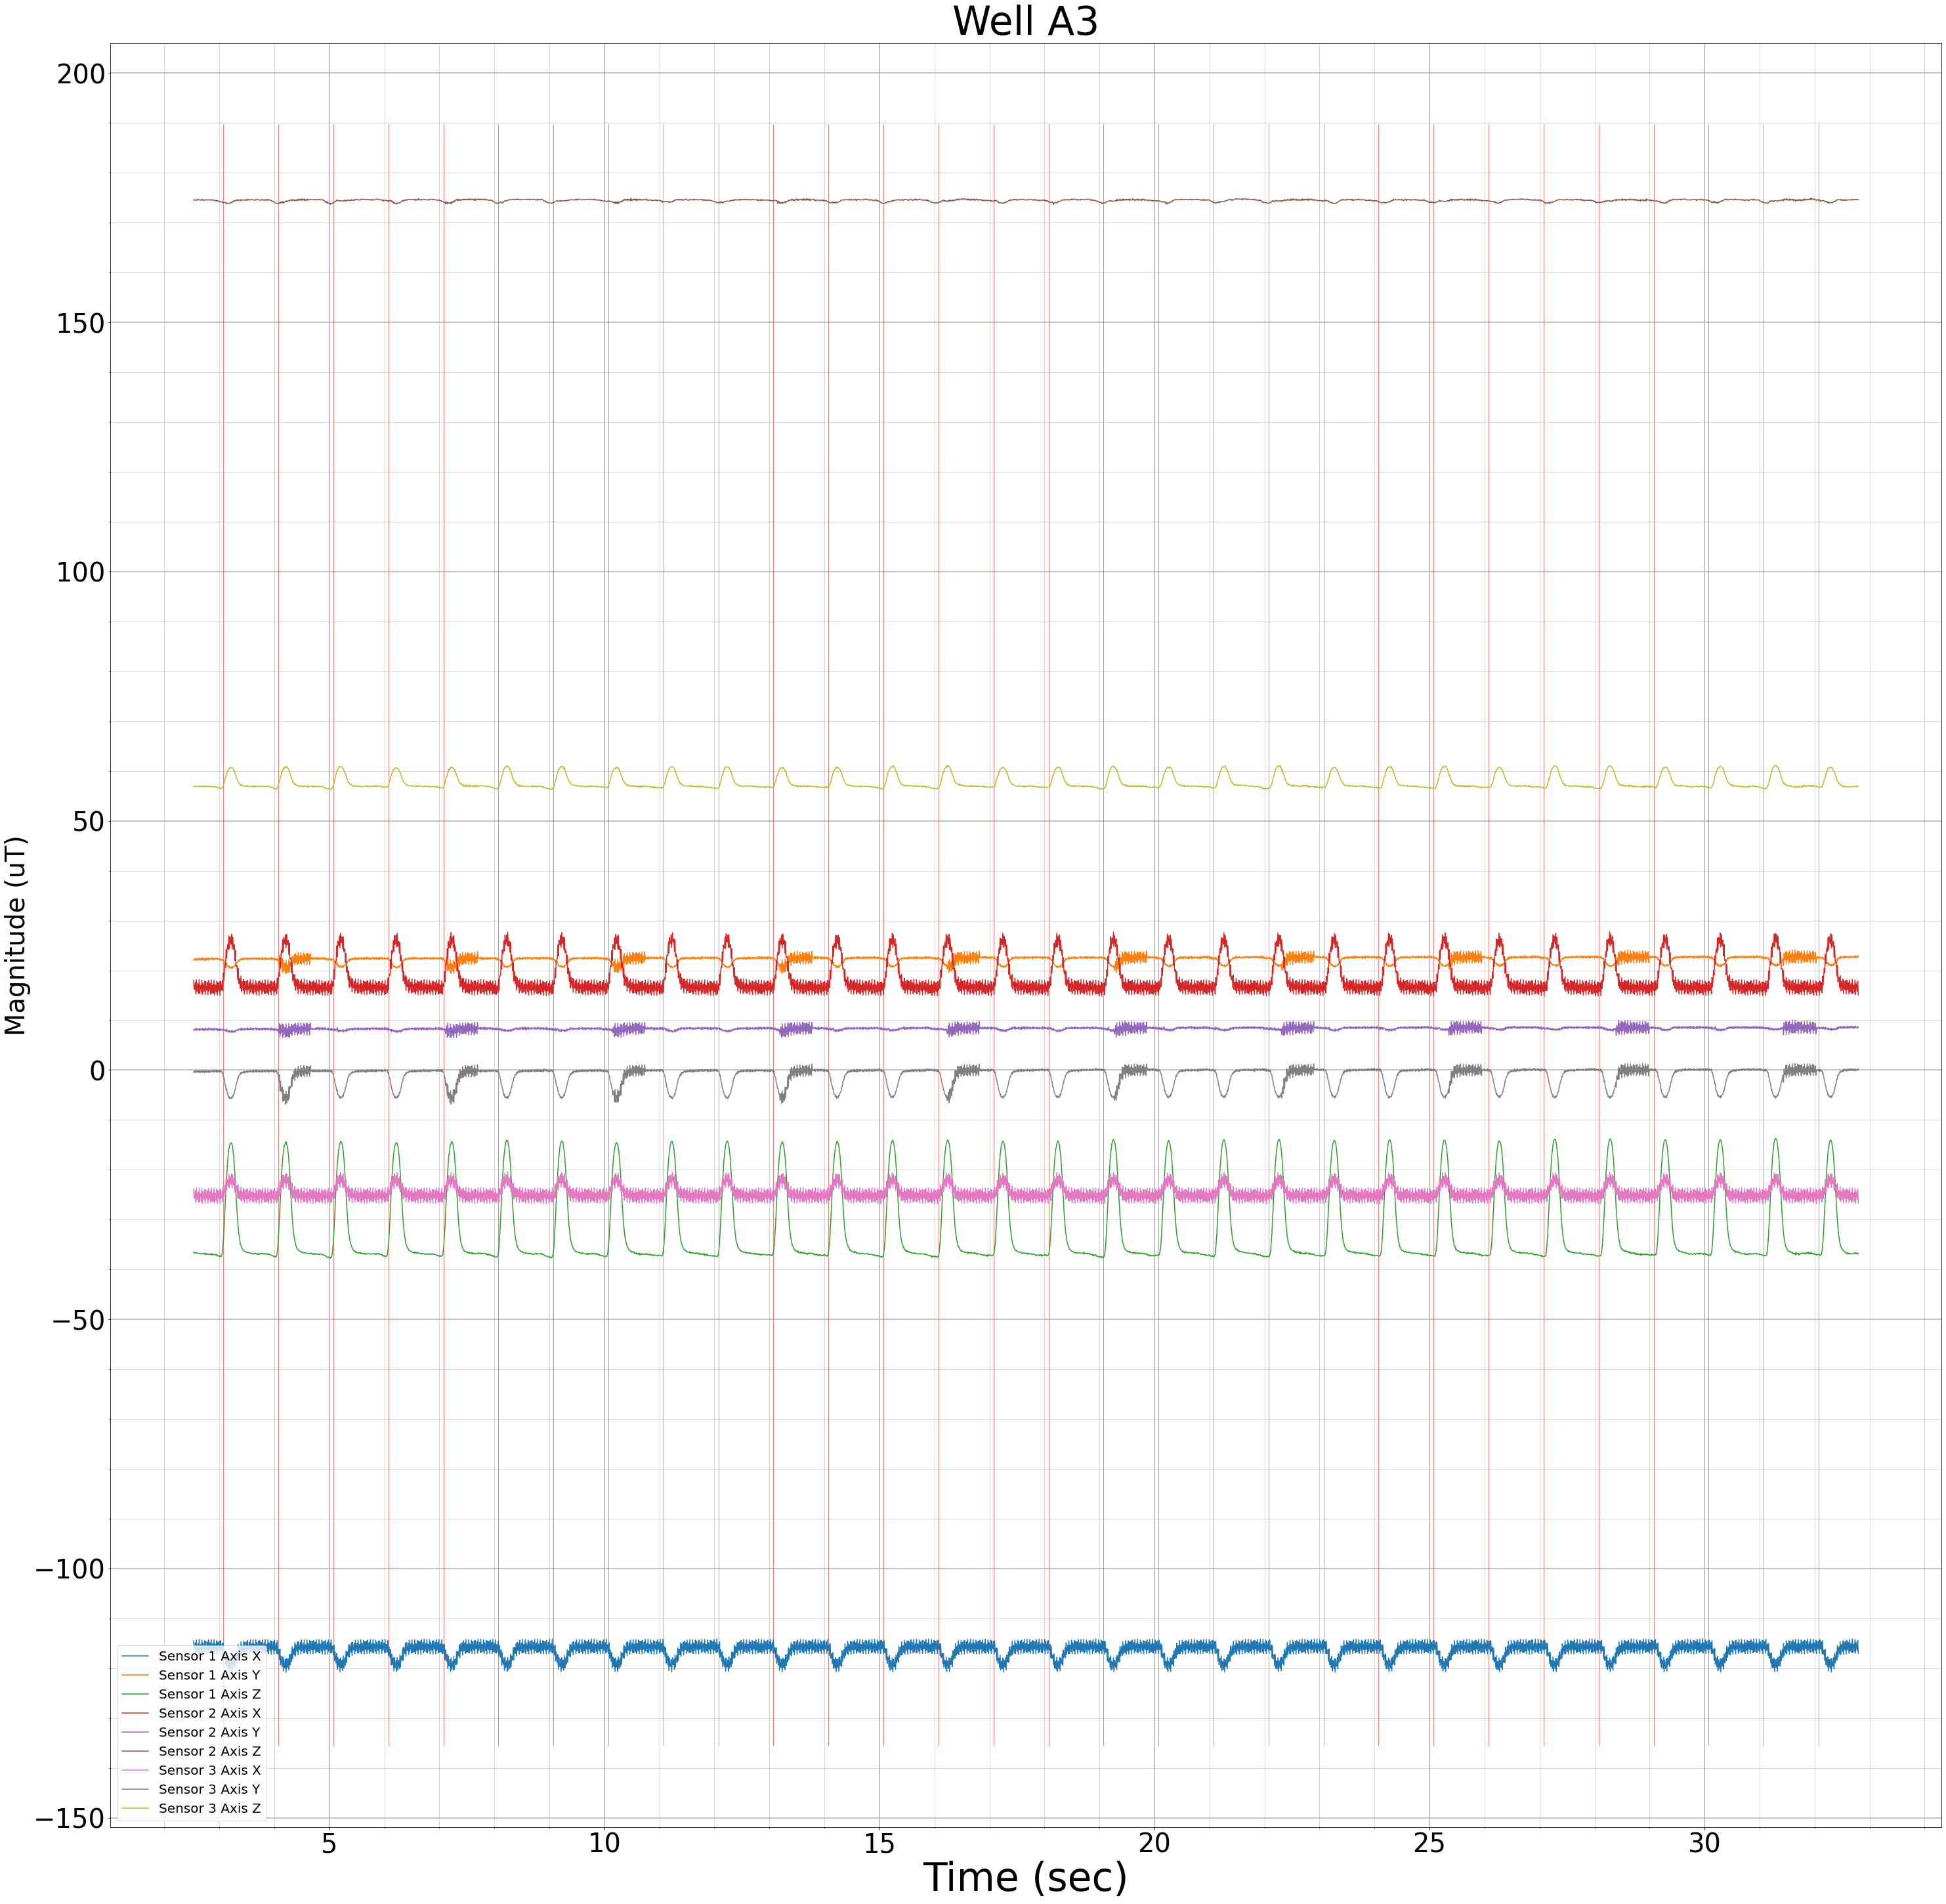 Well A3
200
150
100
50
0
−50
−100
−150
Magnitude (uT)
Sensor 1 Axis X
Sensor 1 Axis Y
Sensor 1 Axis Z
Sensor 2 Axis X
Sensor 2 Axis Y
Sensor 2 Axis Z
Sensor 3 Axis X
Sensor 3 Axis Y
Sensor 3 Axis Z
5 10 15 20 25 30
Time (sec)